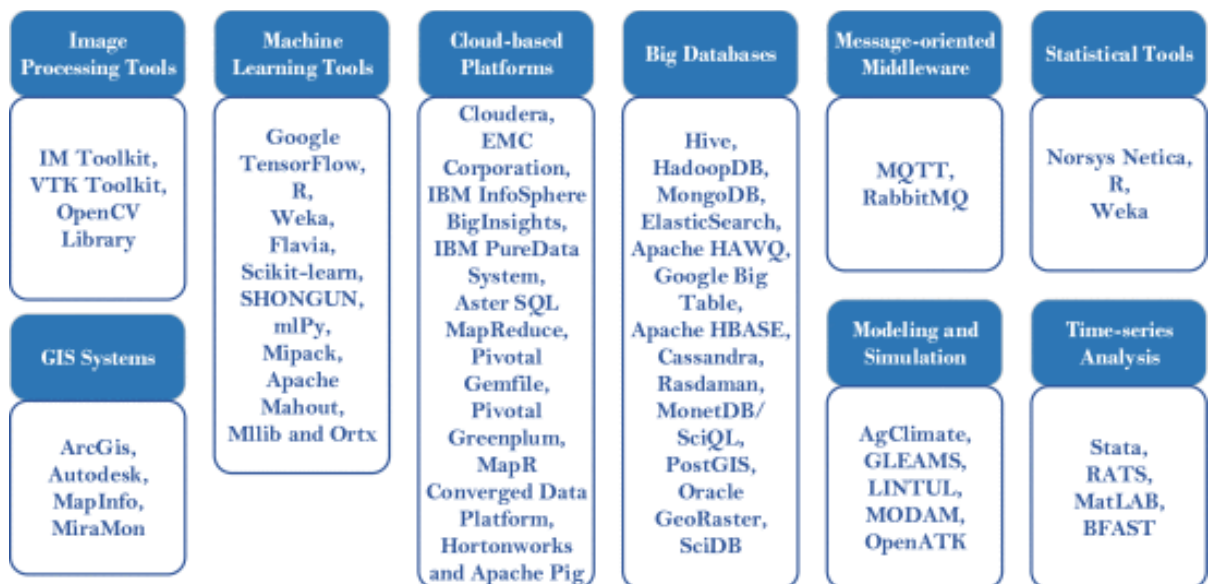 Image
Processing Tools
IM Toolkit,
VTK Toolkit,
OpenCV
Library
GIS Systems
ArcGis,
Autodesk,
MapInfo,
MiraMon
Machine
Learning Tools
Google
TensorFlow,
R,
Weka,
Flavia,
Scikit-learn,
SHONGUN,
mlPy,
Mipack,
Apache
Mahout,
Mllib and Ortx
Cloud-based
Platforms
Cloudera,
EMC
Corporation,
IBM InfoSphere
BigInsights,
IBM PureData
System,
Aster SQL
MapReduce,
Pivotal
Gemfile,
Pivotal
Greenplum,
MapR
Converged Data
Platform,
Hortonworks
and Apache Pig
Big Databases
Hive,
HadoopDB,
MongoDB,
ElasticSearch,
Apache HAWQ,
Google Big
Table,
Apache HBASE,
Cassandra,
Rasdaman,
MonetDB/
SciQL,
PostGIS,
Oracle
GeoRaster,
SciDB
Message-oriented
Middleware
MQTT,
RabbitMQ
Modeling and
Simulation
AgClimate,
GLEAMS,
LINTUL,
MODAM,
OpenATK
Statistical Tools
Norsys Netica,
R,
Weka
Time-series
Analysis
Stata,
RATS,
MatLAB,
BFAST